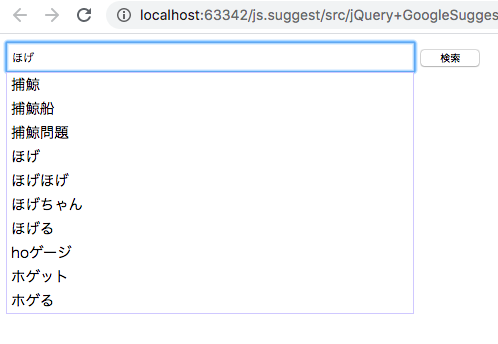 localhost:63342/js.suggest/src/jQuery+GoogleSugges
ほげ 検索
捕鯨
捕鯨船
捕鯨問題
ほげ
ほげほげ
ほげちゃん
ほげる
hoゲージ
ホゲット
ホゲる